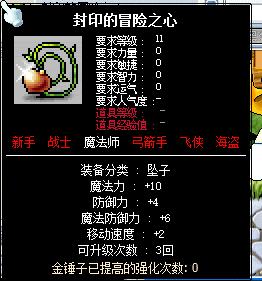 封印的冒险之心
要求等级: 11
要求力量: 0
要求敏捷: 0
要求智力: 0
要求运气: 0
要求人气度: -
道具等级: -
道具经验值: -
新手 战士 魔法师 弓箭手 飞侠 海盗
装备分类 : 坠子
魔法力 : +10
防御力 : +4
魔法防御力 : +6
移动速度 : +2
可升级次数 : 3回
金锤子已提高的强化次数: 0